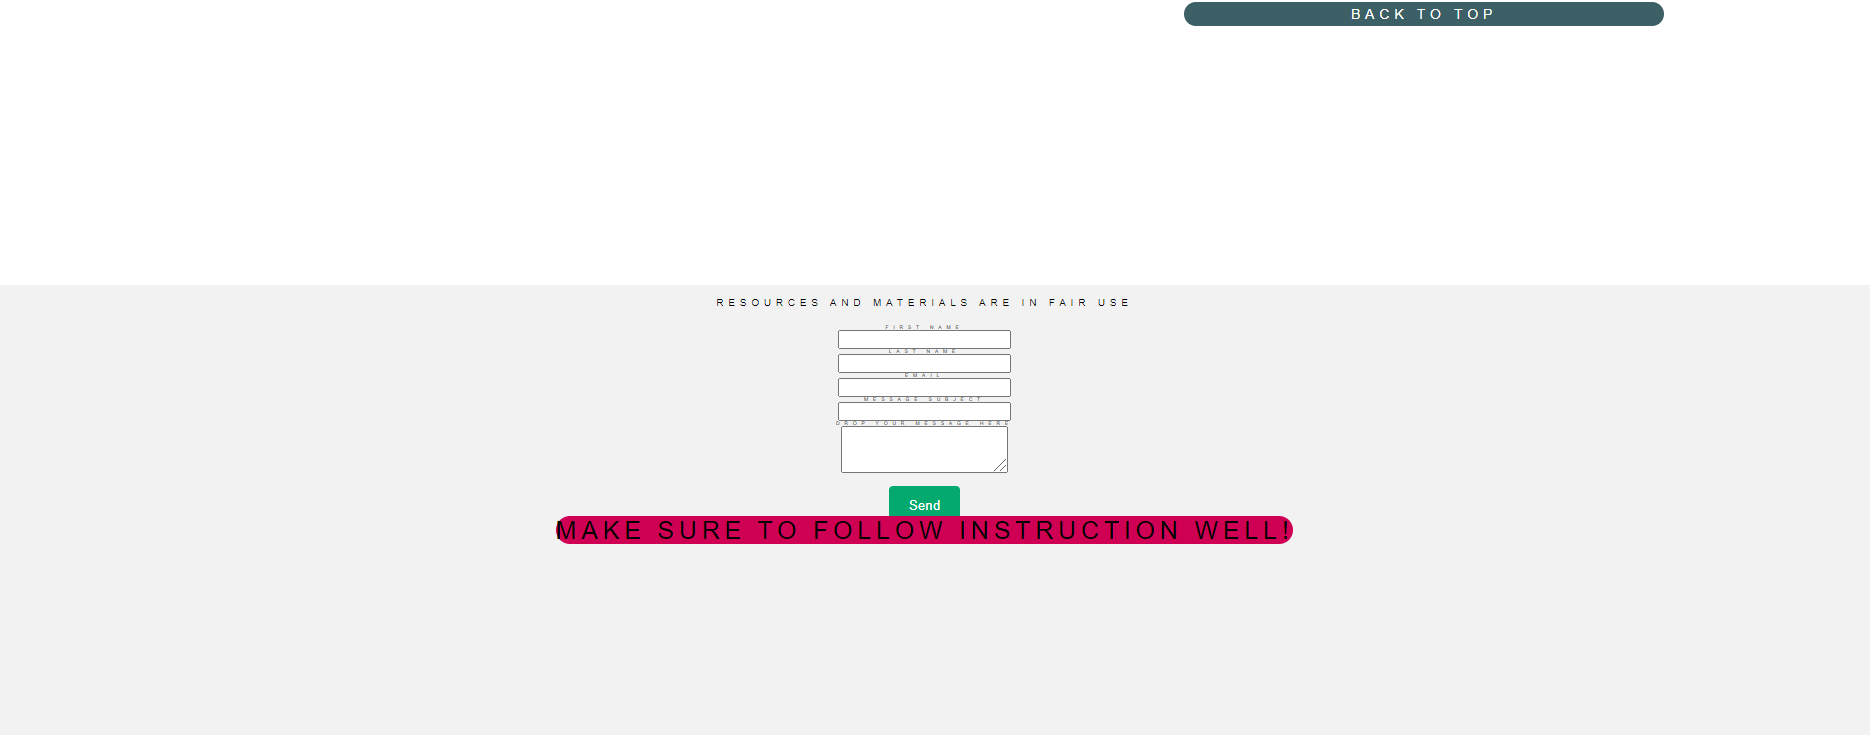 BACK TO TOP
RESOURCES AND MATERIALS ARE IN FAIR USE
FIRST NAME
LAST NAME
EMAIL
MESSAGE SUBJECT
DROP YOUR MESSAGE HERE
Send
MAKE SURE TO FOLLOW INSTRUCTION WELL!